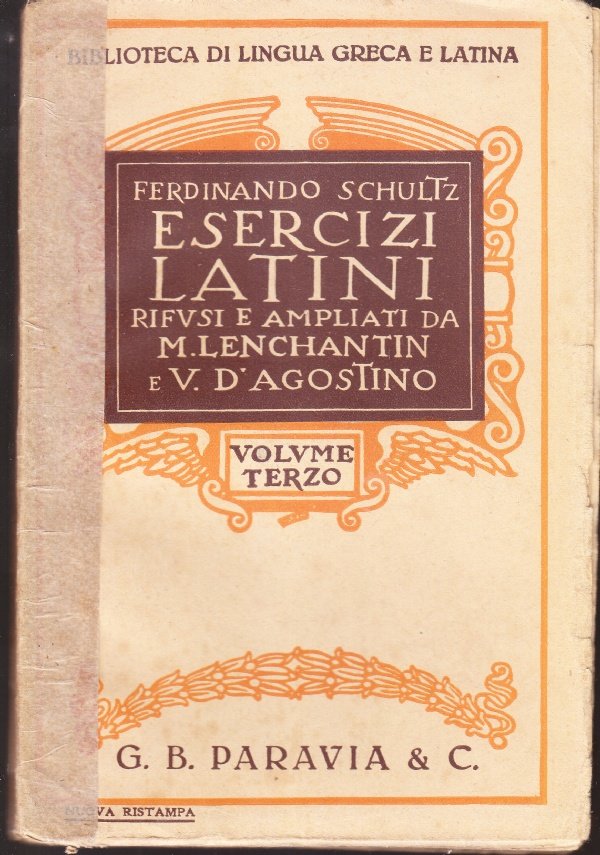 BIBLIOTECA DI LINGUA GRECA E LATINA
FERDINANDO SCHULTZ
ESERCIZI
LATINI
RIFVSI E AMPLIATI DA
M. LENCHANTIN
E V. D'AGOSTINO
VOLVME
TERZO
G. B. PARAVIA & C.
NUOVA RISTAMPA